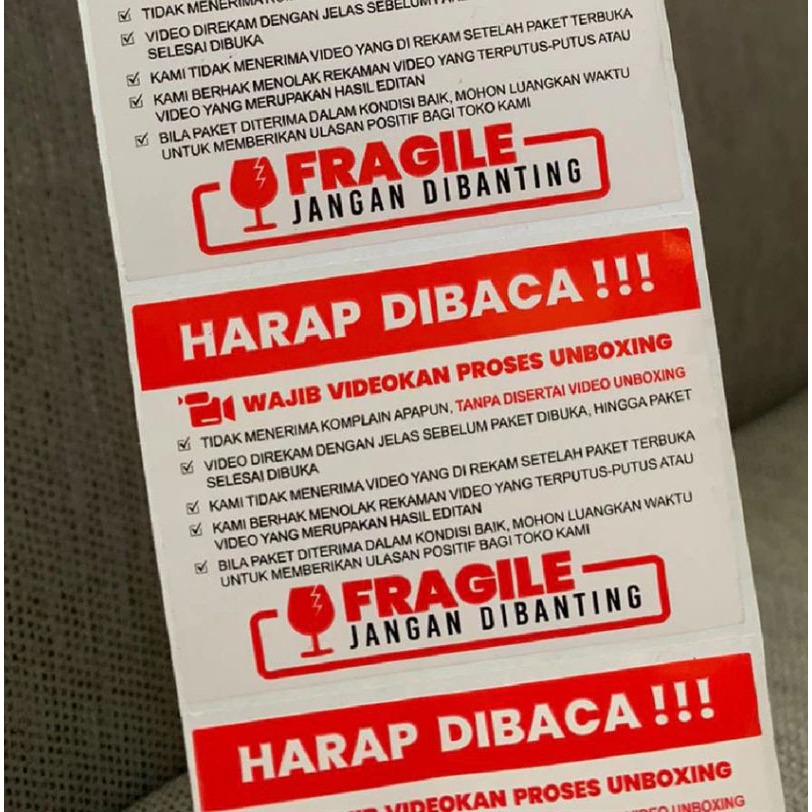 TIDAK MENERIMA
VIDEO DIREKAM DENGAN JELAS SEBELUM
SELESAI DIBUKA
KAMI TIDAK MENERIMA VIDEO YANG DI REKAM SETELAH PAKET TERBUKA
KAMI BERHAK MENOLAK REKAMAN VIDEO YANG TERPUTUS-PUTUS ATAU
VIDEO YANG MERUPAKAN HASIL EDITAN
BILA PAKET DITERIMA DALAM KONDISI BAIK, MOHON LUANGKAN WAKTU
UNTUK MEMBERIKAN ULASAN POSITIF BAGI TOKO KAMI
FRAGILE
JANGAN DIBANTING
HARAP DIBACA !!!
WAJIB VIDEOKAN PROSES UNBOXING
TIDAK MENERIMA KOMPLAIN APAPUN, TANPA DISERTAI VIDEO UNBOXING
VIDEO DIREKAM DENGAN JELAS SEBELUM PAKET DIBUKA, HINGGA PAKET
SELESAI DIBUKA
KAMI TIDAK MENERIMA VIDEO YANG DI REKAM SETELAH PAKET TERBUKA
KAMI BERHAK MENOLAK REKAMAN VIDEO YANG TERPUTUS-PUTUS ATAU
VIDEO YANG MERUPAKAN HASIL EDITAN
BILA PAKET DITERIMA DALAM KONDISI BAIK, MOHON LUANGKAN WAKTU
UNTUK MEMBERIKAN ULASAN POSITIF BAGI TOKO KAMI
FRAGILE
JANGAN DIBANTING
HARAP DIBACA !!!
VIDEOKAN PROSES UNBOXING
VIDEO UNBOXING